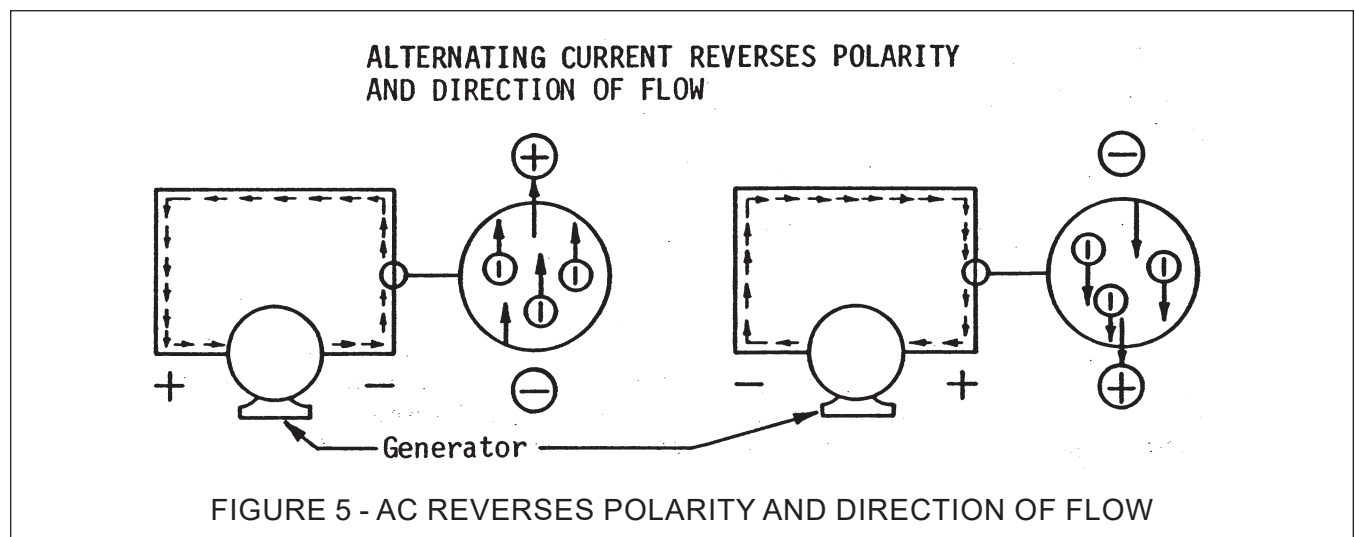 ALTERNATING CURRENT REVERSES POLARITY
AND DIRECTION OF FLOW
+
−
+
−
−
+
−
+
Generator
FIGURE 5 - AC REVERSES POLARITY AND DIRECTION OF FLOW